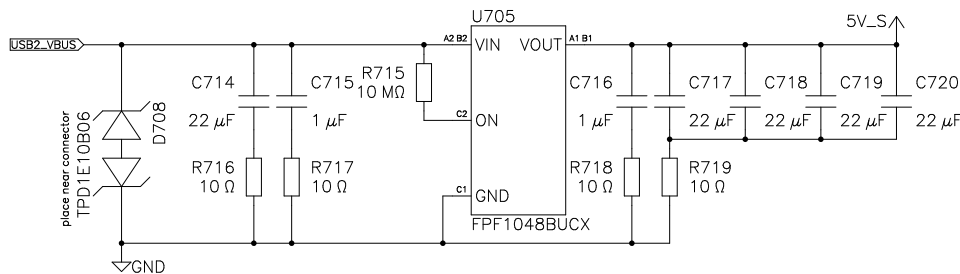 U705
5V_S
USB2_VBUS
A2 B2
VIN
VOUT
A1 B1
R715
10 MΩ
C714
22 µF
C715
1 µF
C716
1 µF
C717
22 µF
C718
22 µF
C719
22 µF
C720
22 µF
C2
ON
place near connector
TPD1E10B06
D708
R716
10 Ω
R717
10 Ω
C1
GND
FPF1048BUCX
R718
10 Ω
R719
10 Ω
GND